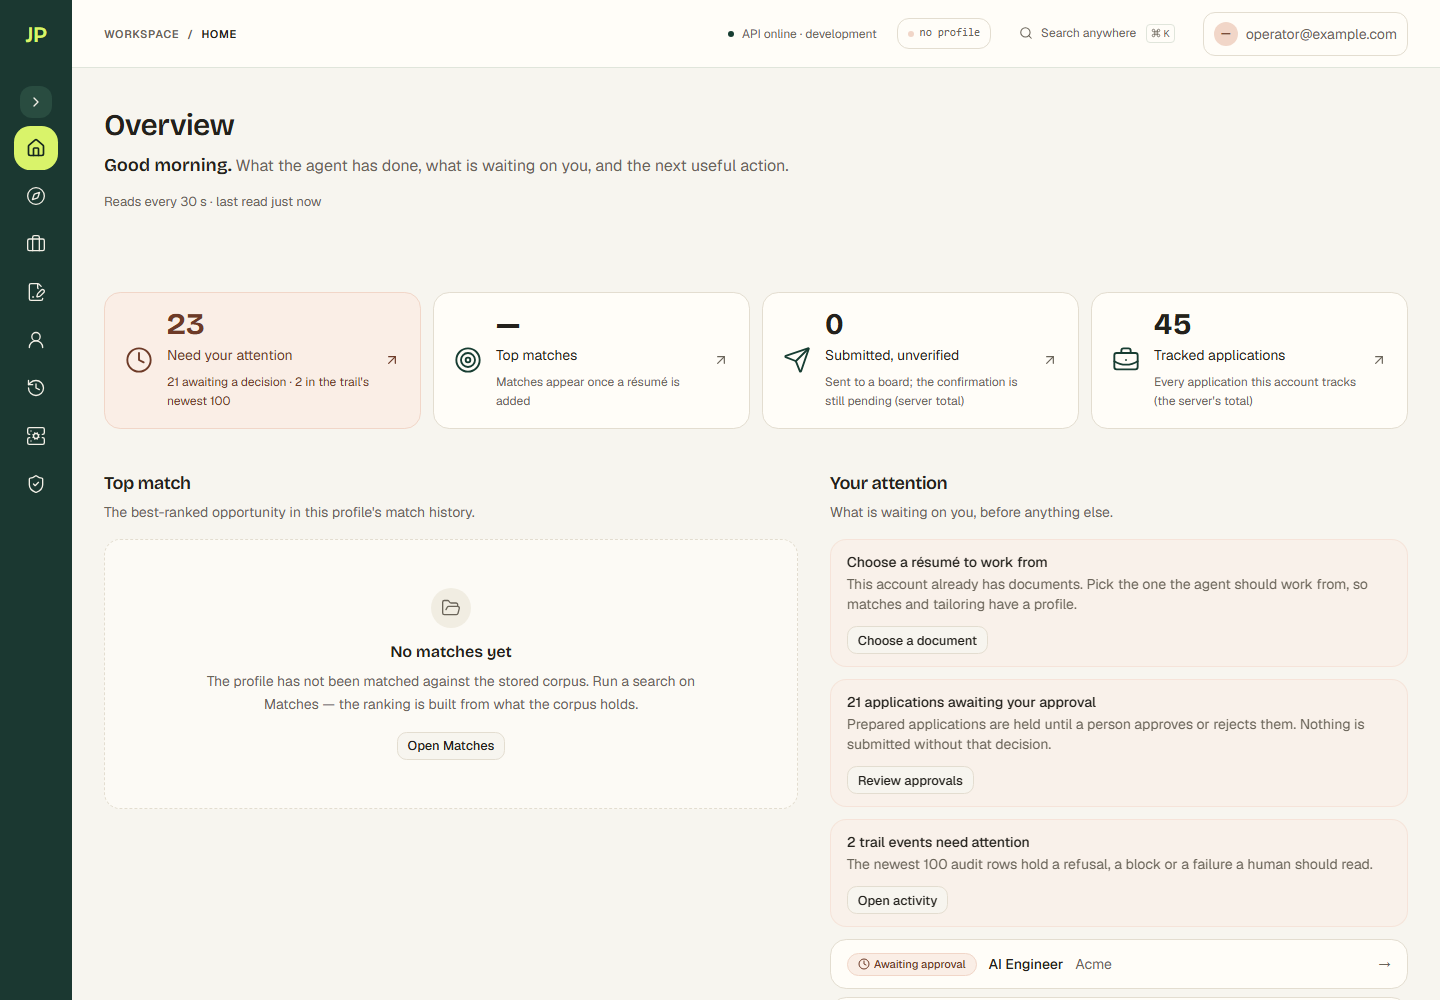 JP
WORKSPACE / HOME
API online · development
no profile
Search anywhere
⌘ K
operator@example.com
Overview
Good morning. What the agent has done, what is waiting on you, and the next useful action.
Reads every 30 s · last read just now
23
Need your attention
21 awaiting a decision · 2 in the trail's
newest 100
—
Top matches
Matches appear once a résumé is
added
0
Submitted, unverified
Sent to a board; the confirmation is
still pending (server total)
45
Tracked applications
Every application this account tracks
(the server's total)
Top match
The best-ranked opportunity in this profile's match history.
No matches yet
The profile has not been matched against the stored corpus. Run a search on
Matches — the ranking is built from what the corpus holds.
Open Matches
Your attention
What is waiting on you, before anything else.
Choose a résumé to work from
This account already has documents. Pick the one the agent should work from, so
matches and tailoring have a profile.
Choose a document
21 applications awaiting your approval
Prepared applications are held until a person approves or rejects them. Nothing is
submitted without that decision.
Review approvals
2 trail events need attention
The newest 100 audit rows hold a refusal, a block or a failure a human should read.
Open activity
Awaiting approval AI Engineer Acme →